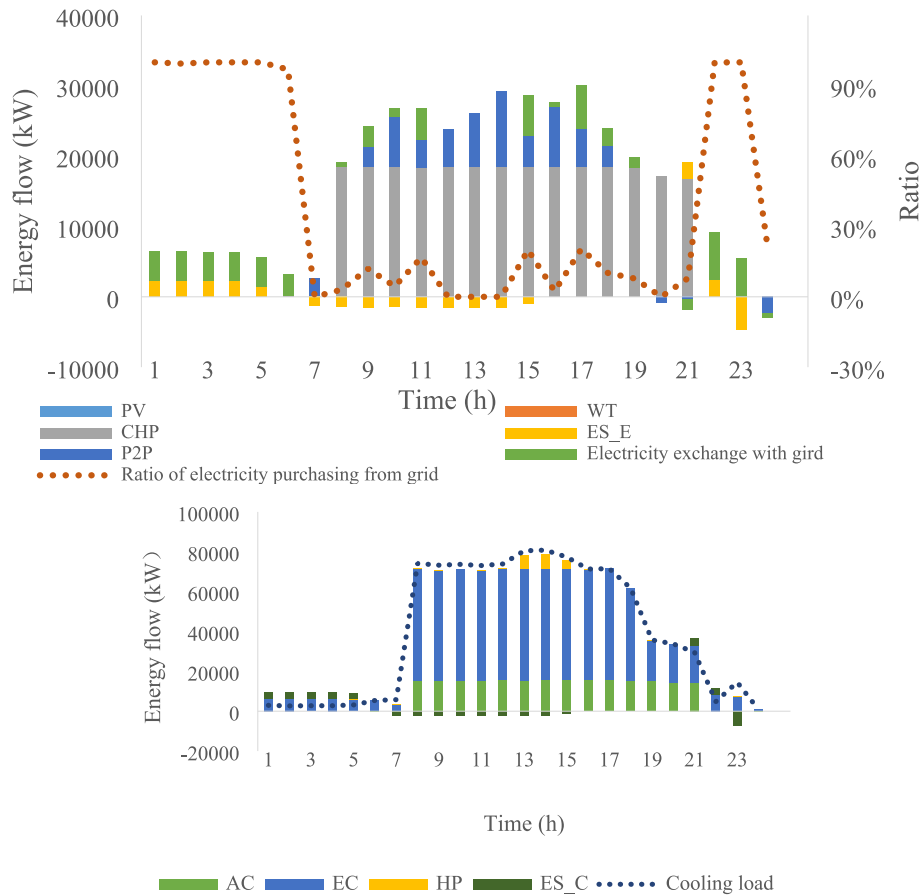 40000
30000
20000
10000
0
-10000
Energy flow (kW)
90%
60%
30%
0%
-30%
Ratio
1 3 5 7 9 11 13 15 17 19 21 23
Time (h)
PV WT
CHP ES_E
P2P Electricity exchange with gird
Ratio of electricity purchasing from grid
100000
80000
60000
40000
20000
0
-20000
Energy flow (kW)
1 3 5 7 9 11 13 15 17 19 21 23
Time (h)
AC EC HP ES_C Cooling load